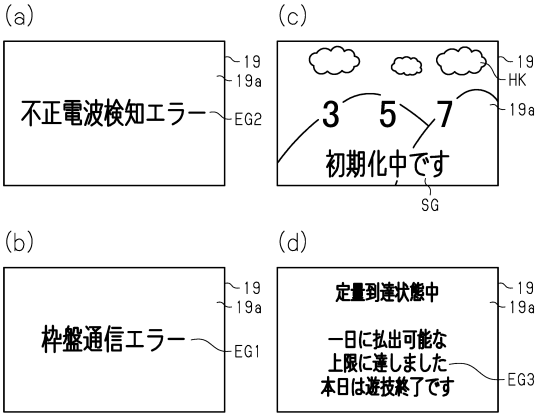 (a)
19
19a
不正電波検知エラー
EG2
(c)
19
HK
19a
3 5 7
初期化中です
SG
(b)
19
19a
枠盤通信エラー
EG1
(d)
19
19a
定量到達状態中
一日に払出可能な
上限に達しました
EG3
本日は遊技終了です